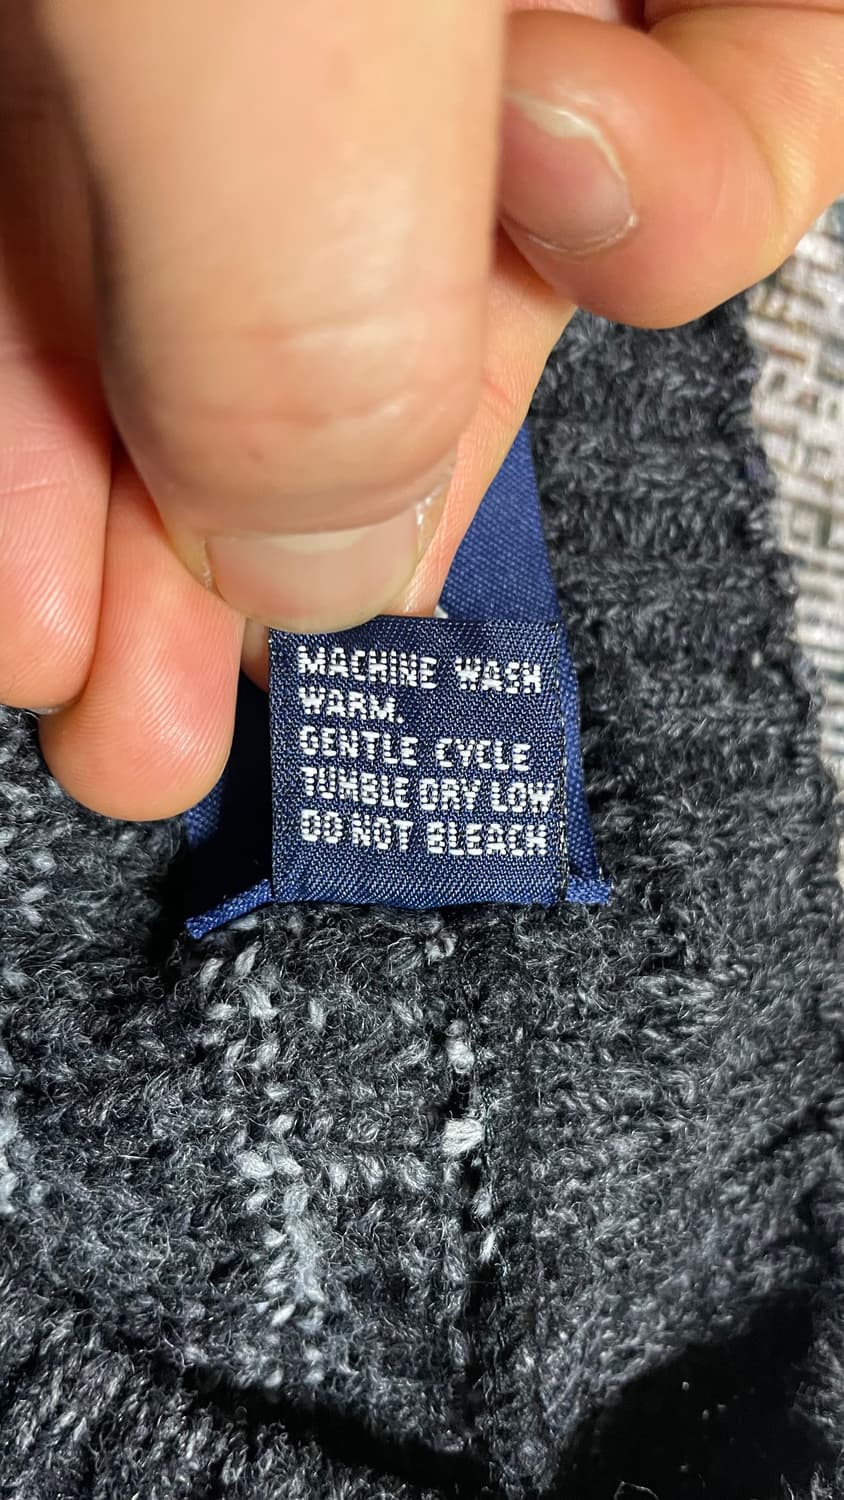 MACHINE WASH
WARM.
GENTLE CYCLE
TUMBLE DRY LOW
DO NOT BLEACH